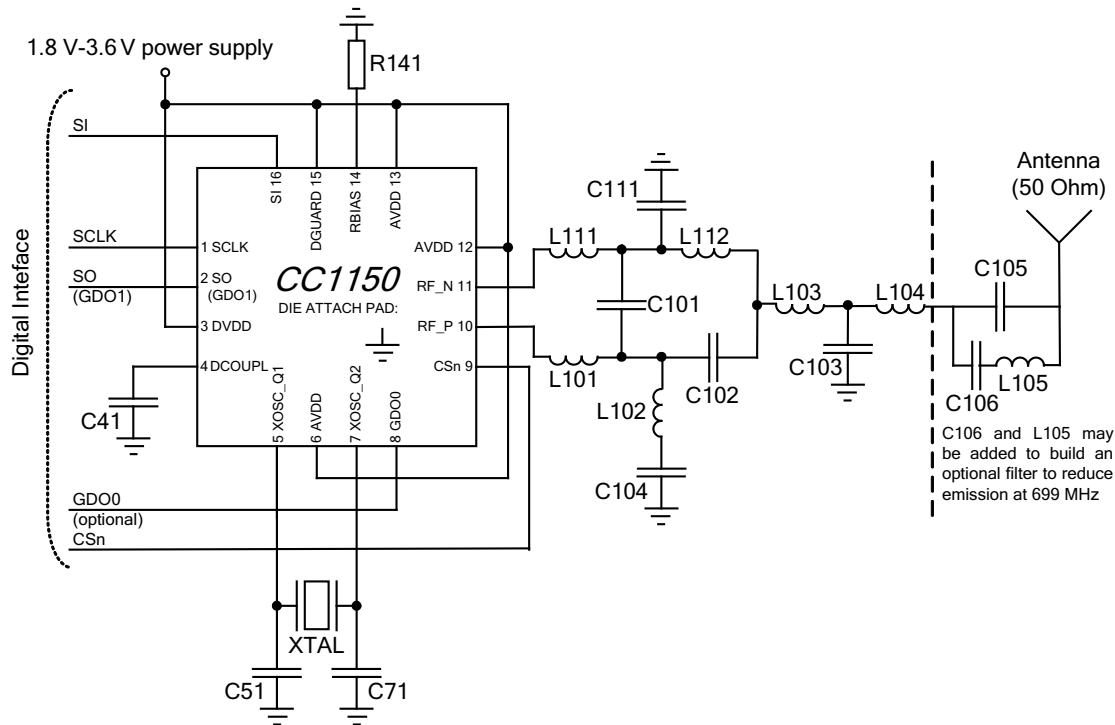 1.8 V-3.6 V power supply
R141
Digital Inteface
SI
SCLK
SO
(GDO1)
GDO0
(optional)
CSn
C41
SI 16
DGUARD 15
RBIAS 14
AVDD 13
1 SCLK
2 SO
(GDO1)
3 DVDD
4 DCOUPL
CC1150
DIE ATTACH PAD:
AVDD 12
RF_N 11
RF_P 10
CSn 9
5 XOSC_Q1
6 AVDD
7 XOSC_Q2
8 GDO0
XTAL
C51
C71
C111
L111
L112
C101
L101
C102
L102
C104
L103
L104
C103
Antenna
(50 Ohm)
C105
L105
C106
C106 and L105 may
be added to build an
optional filter to reduce
emission at 699 MHz